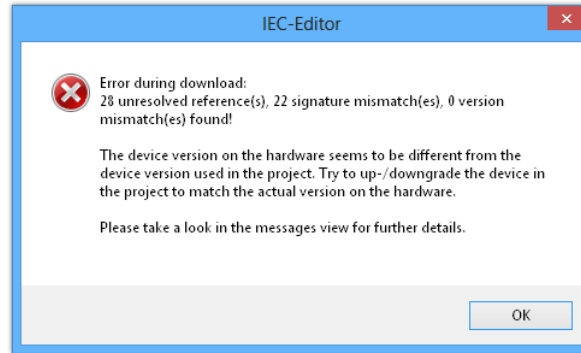 IEC-Editor
Error during download:
28 unresolved reference(s), 22 signature mismatch(es), 0 version
mismatch(es) found!
The device version on the hardware seems to be different from the
device version used in the project. Try to up-/downgrade the device in
the project to match the actual version on the hardware.
Please take a look in the messages view for further details.
OK